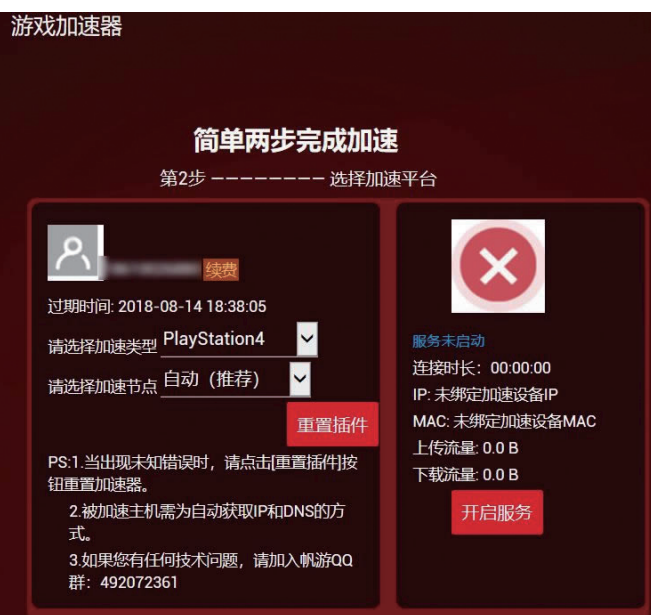 游戏加速器
简单两步完成加速
第2步 －－－－－－－－ 选择加速平台
续费
过期时间: 2018-08-14 18:38:05
请选择加速类型 PlayStation4
请选择加速节点 自动（推荐）
重置插件
PS:1.当出现未知错误时，请点击[重置插件]按
钮重置加速器。
2.被加速主机需为自动获取IP和DNS的方
式。
3.如果您有任何技术问题，请加入帆游QQ
群：492072361
服务未启动
连接时长：00:00:00
IP: 未绑定加速设备IP
MAC: 未绑定加速设备MAC
上传流量: 0.0 B
下载流量: 0.0 B
开启服务